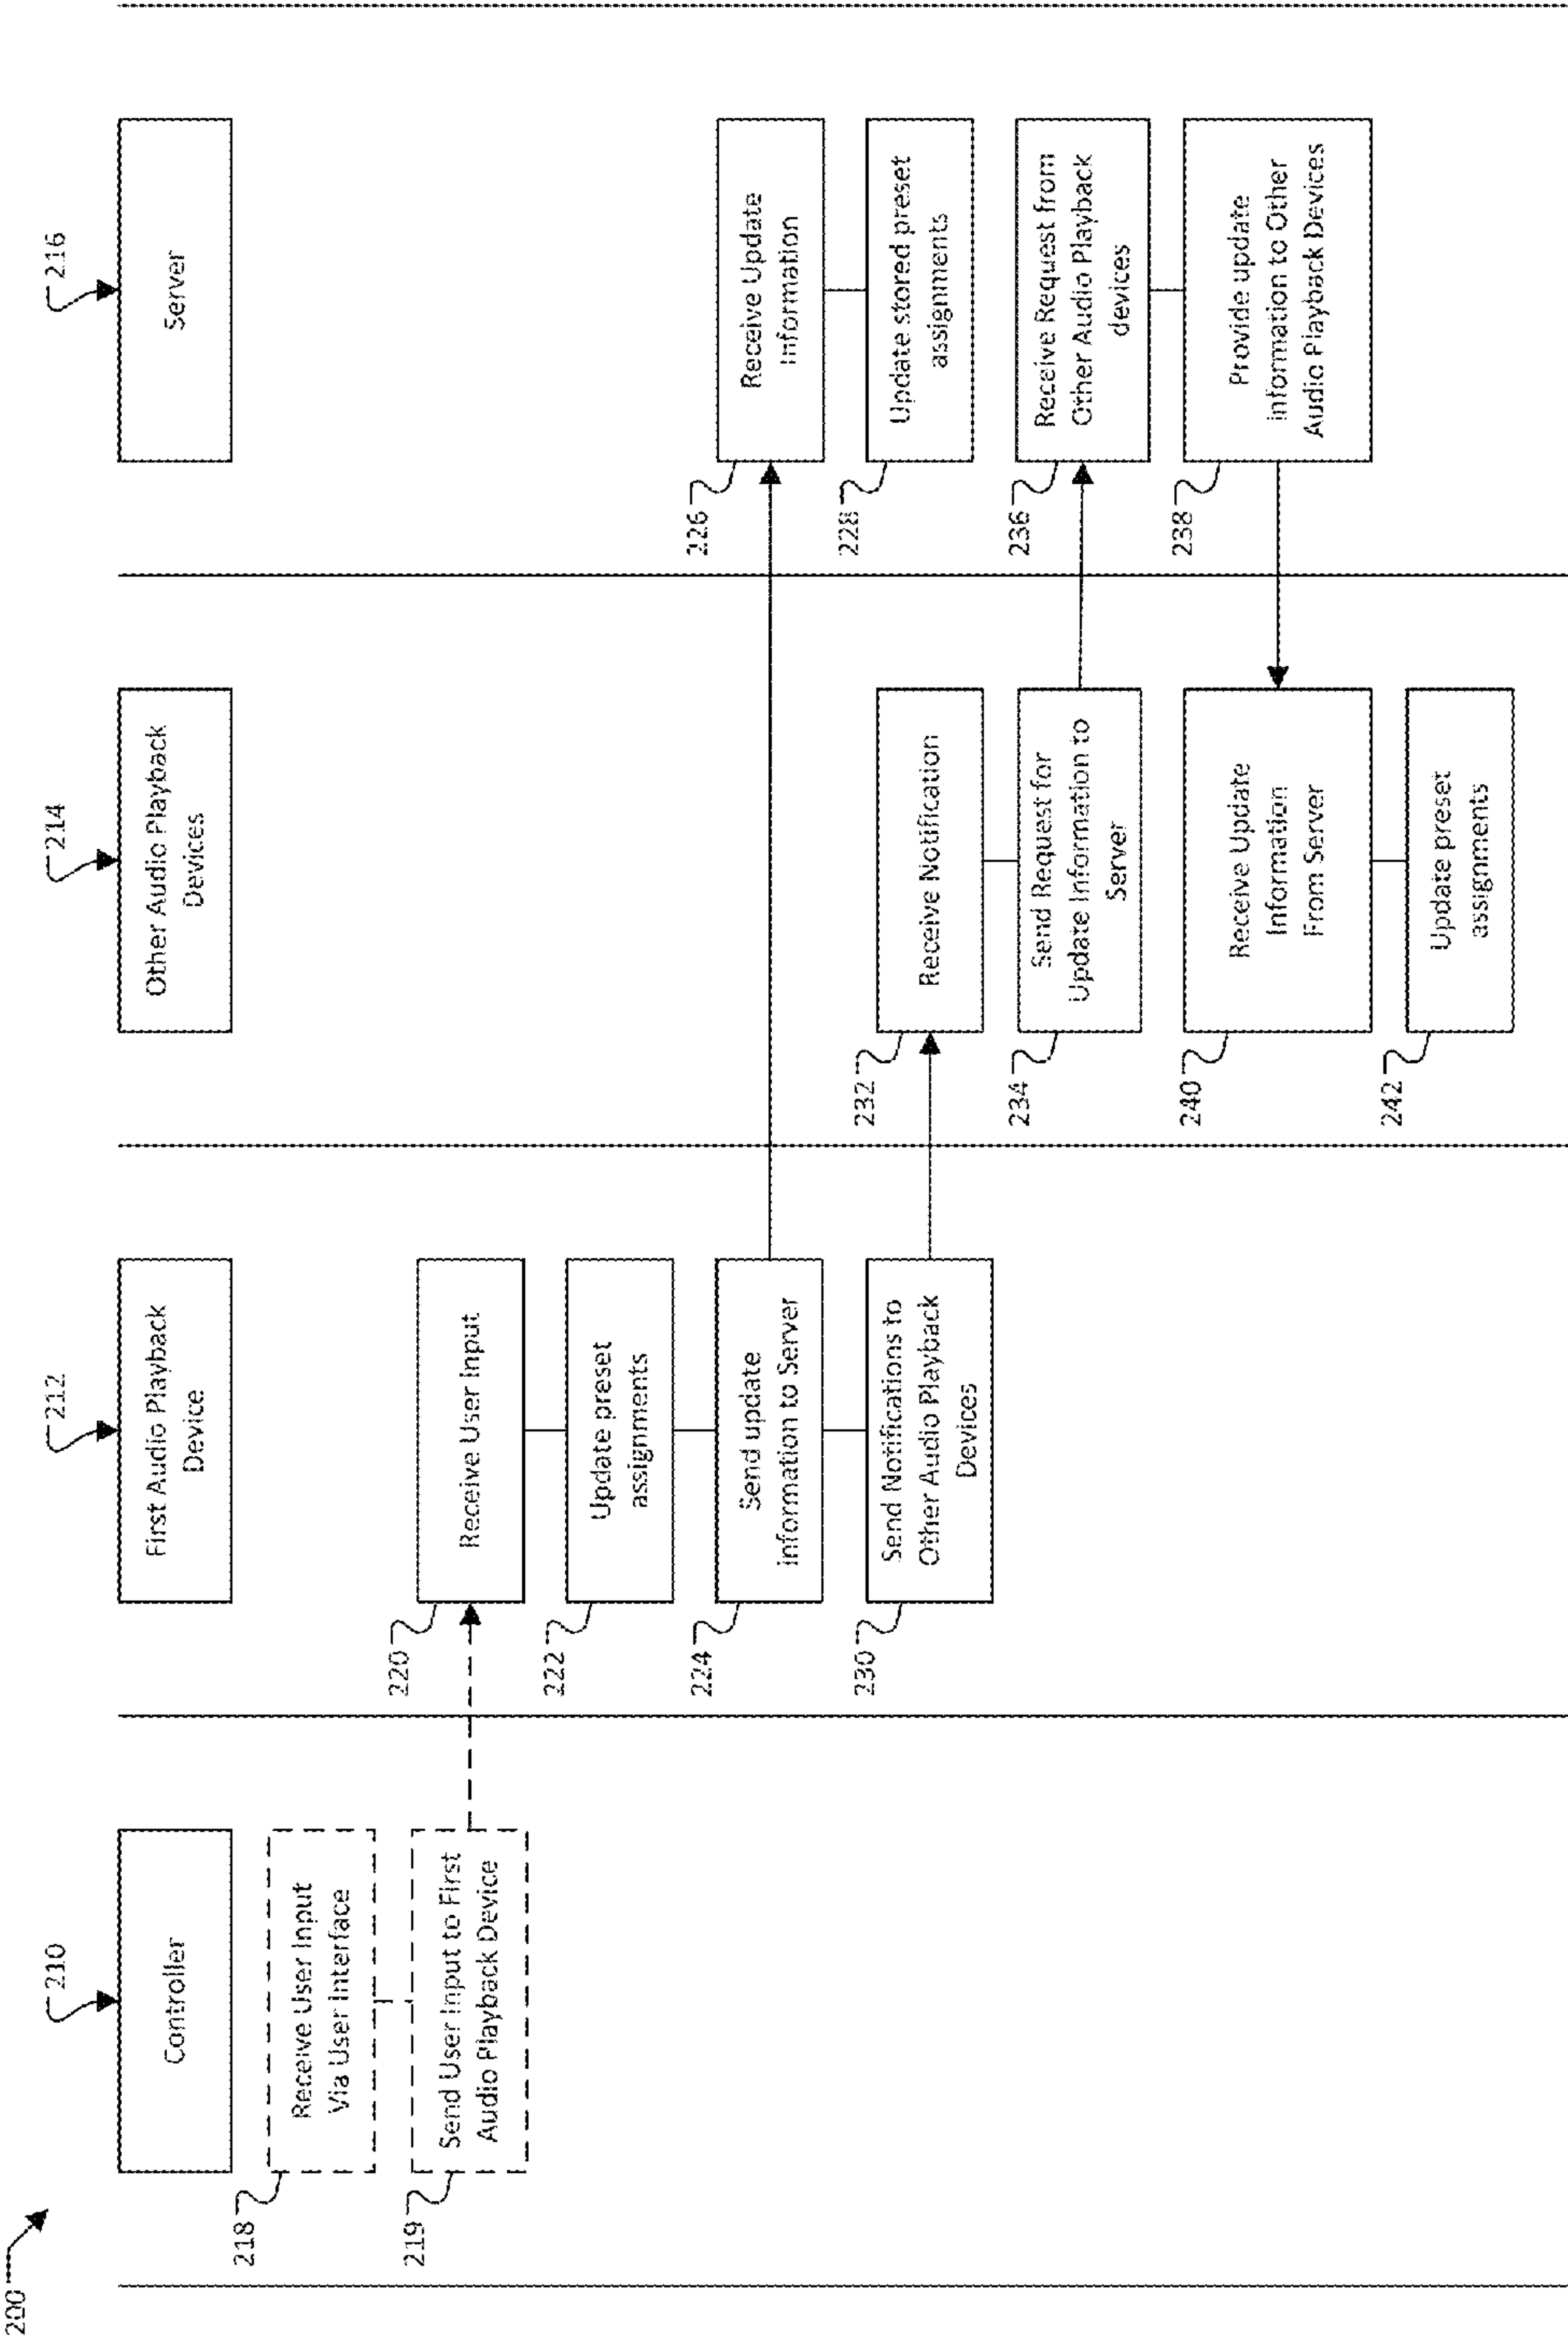 200
210
Controller
212
First Audio Playback
Device
214
Other Audio Playback
Devices
216
Server
218
Receive User Input
Via User Interface
219
Send User Input to First
Audio Playback Device
220
Receive User Input
222
Update preset
assignments
224
Send update
information to Server
226
Receive Update
Information
228
Update stored preset
assignments
230
Send Notifications to
Other Audio Playback
Devices
232
Receive Notification
234
Send Request for
Update Information to
Server
236
Receive Request from
Other Audio Playback
devices
238
Provide update
information to Other
Audio Playback Devices
240
Receive Update
Information
From Server
242
Update preset
assignments